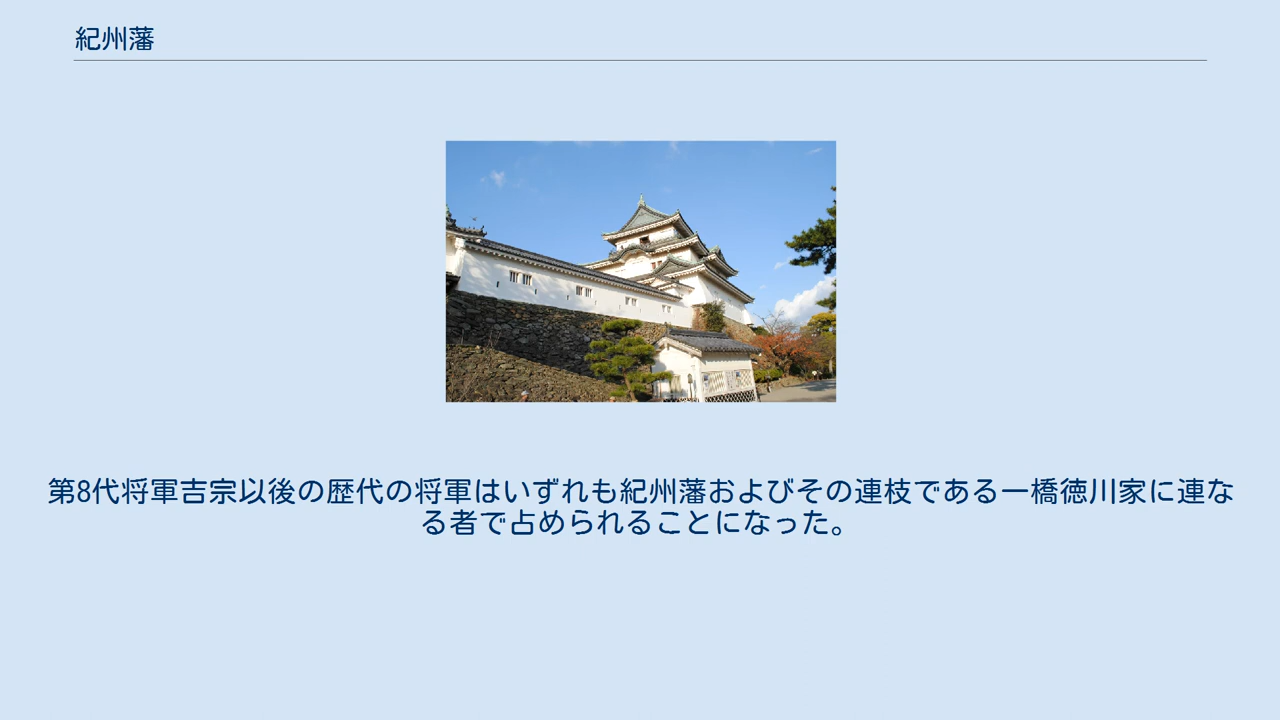 紀州藩
第8代将軍吉宗以後の歴代の将軍はいずれも紀州藩およびその連枝である一橋徳川家に連な
る者で占められることになった。